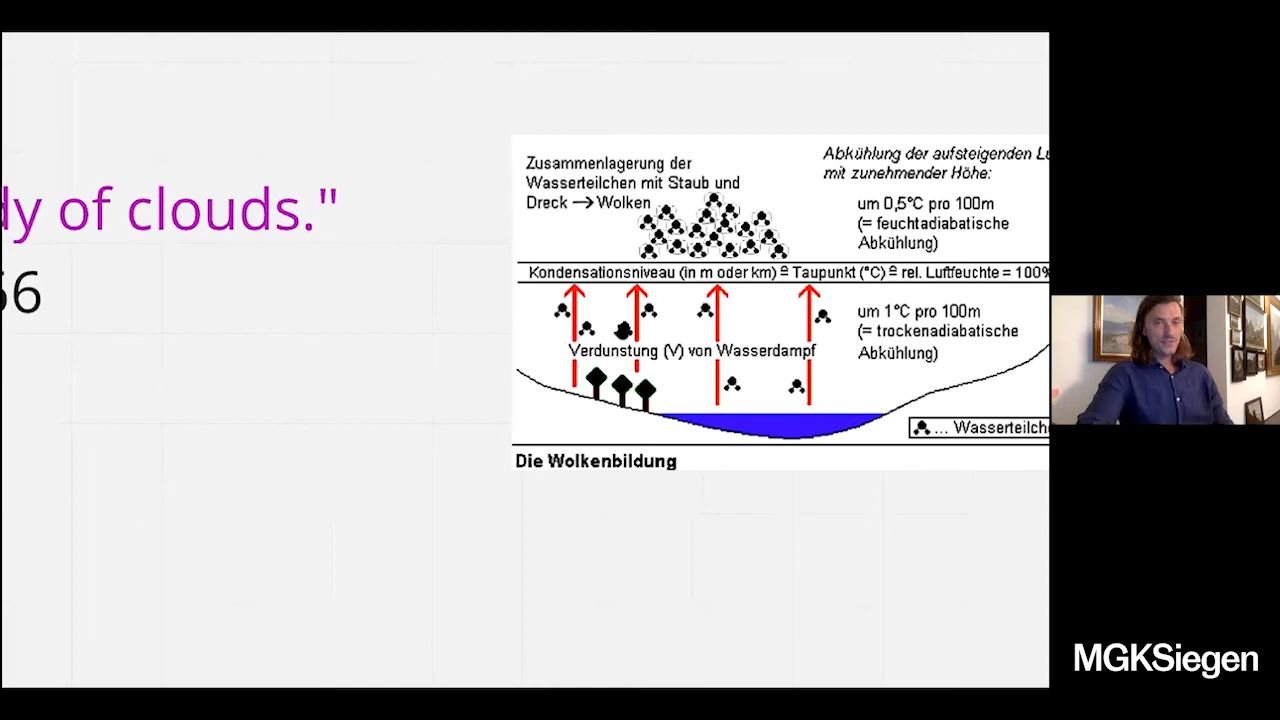 dy of clouds."
66
Zusammenlagerung der
Wasserteilchen mit Staub und
Dreck → Wolken
Abkühlung der aufsteigenden Lu
mit zunehmender Höhe:
um 0,5°C pro 100m
(= feuchtadiabatische
Abkühlung)
Kondensationsniveau (in m oder km) ≙ Taupunkt (°C) ≙ rel. Luftfeuchte = 100%
um 1°C pro 100m
(= trockenadiabatische
Abkühlung)
Verdunstung (V) von Wasserdampf
... Wasserteilche
Die Wolkenbildung
MGKSiegen